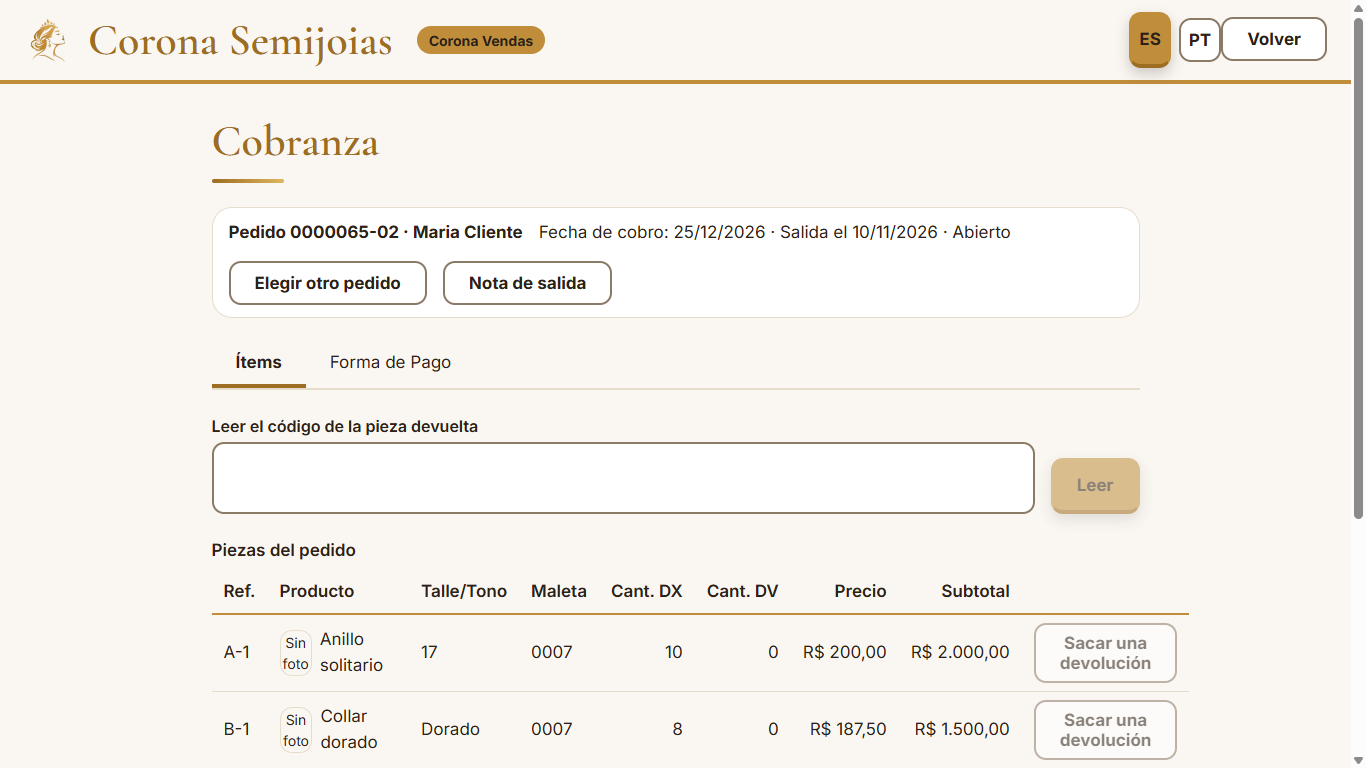 Corona Semijoias
Corona Vendas
ES
PT
Volver
Cobranza
Pedido 0000065-02 · Maria Cliente Fecha de cobro: 25/12/2026 · Salida el 10/11/2026 · Abierto
Elegir otro pedido
Nota de salida
Ítems
Forma de Pago
Leer el código de la pieza devuelta
Leer
Piezas del pedido
Ref. Producto Talle/Tono Maleta Cant. DX Cant. DV Precio Subtotal
A-1 Sin foto Anillo solitario 17 0007 10 0 R$ 200,00 R$ 2.000,00 Sacar una devolución
B-1 Sin foto Collar dorado Dorado 0007 8 0 R$ 187,50 R$ 1.500,00 Sacar una devolución